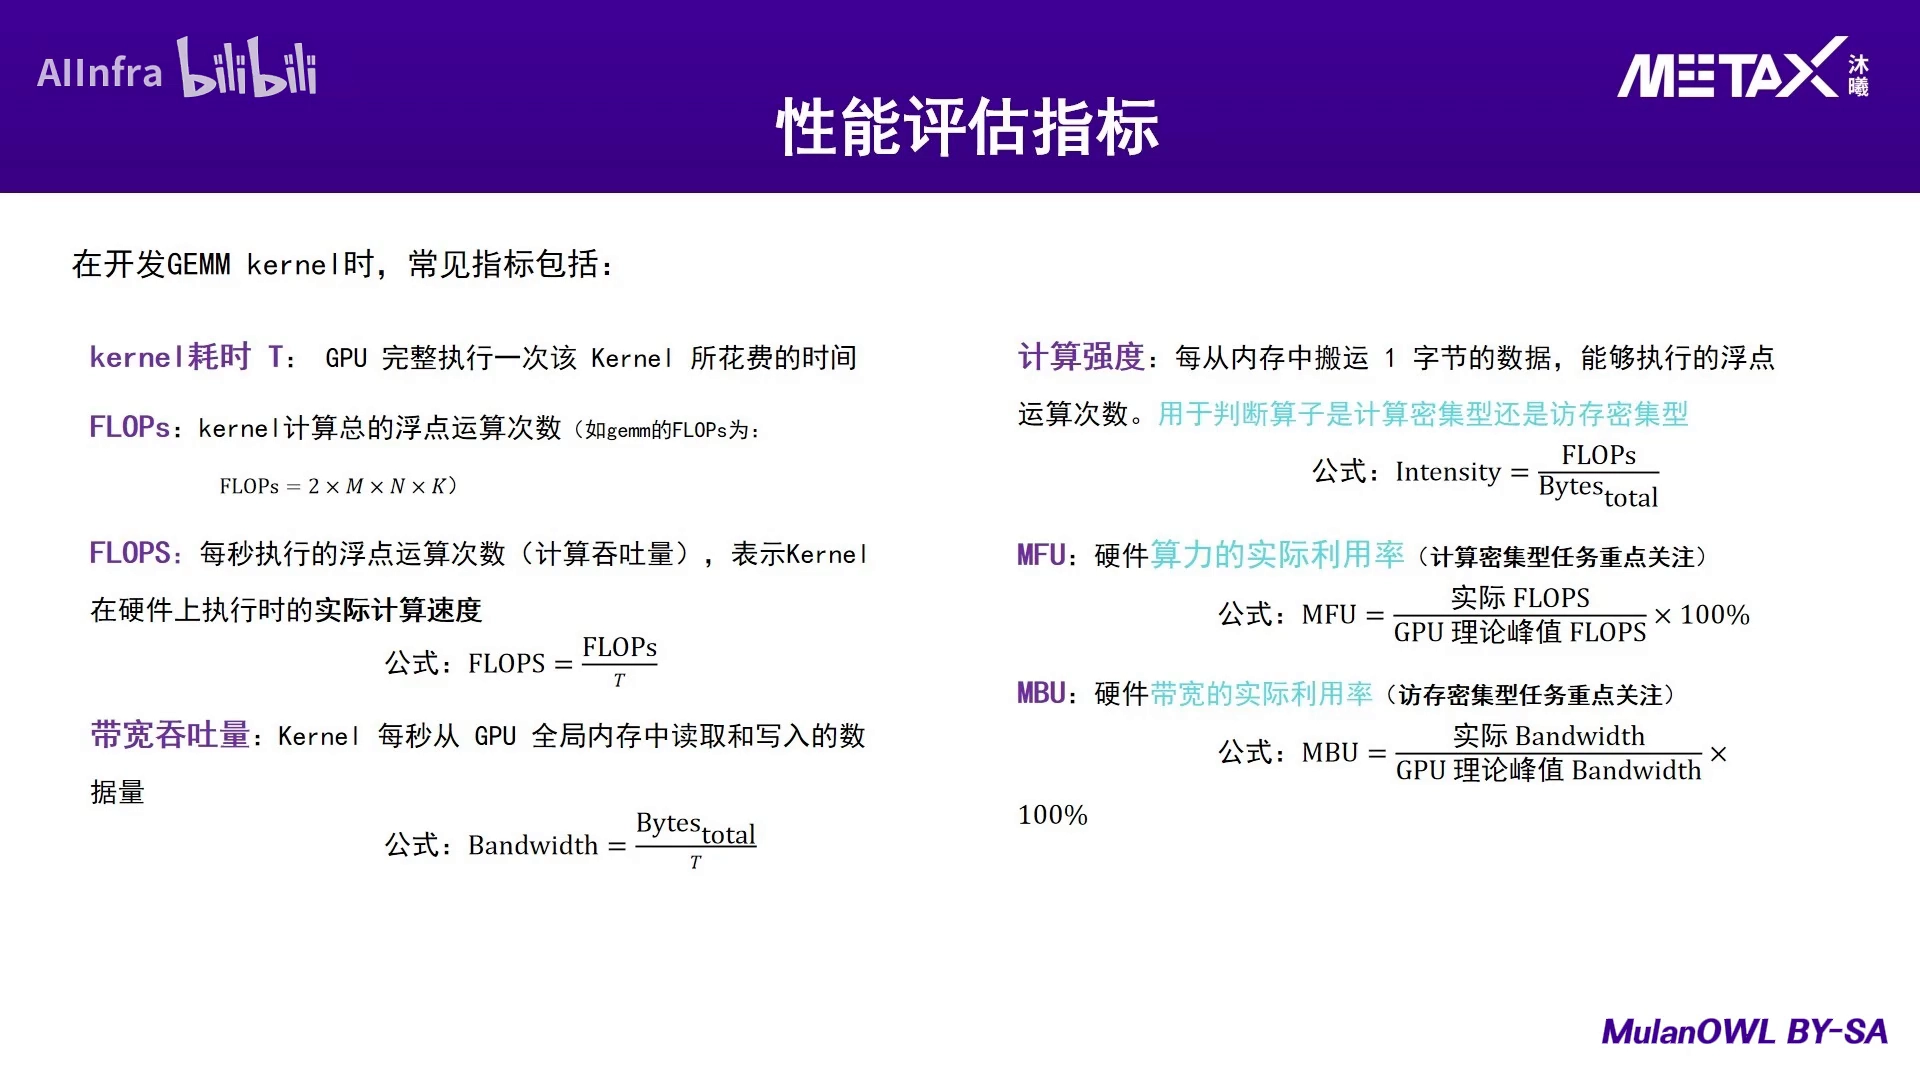 AIInfra bilibili
METAX 沐曦
性能评估指标
在开发GEMM kernel时，常见指标包括：
kernel耗时 T： GPU 完整执行一次该 Kernel 所花费的时间
FLOPs：kernel计算总的浮点运算次数（如gemm的FLOPs为：
FLOPs = 2 × M × N × K）
FLOPS：每秒执行的浮点运算次数（计算吞吐量），表示Kernel
在硬件上执行时的实际计算速度
公式：FLOPS = FLOPs / T
带宽吞吐量：Kernel 每秒从 GPU 全局内存中读取和写入的数
据量
公式：Bandwidth = Bytes_total / T
计算强度：每从内存中搬运 1 字节的数据，能够执行的浮点
运算次数。用于判断算子是计算密集型还是访存密集型
公式：Intensity = FLOPs / Bytes_total
MFU：硬件算力的实际利用率（计算密集型任务重点关注）
公式：MFU = 实际 FLOPS / GPU 理论峰值 FLOPS × 100%
MBU：硬件带宽的实际利用率（访存密集型任务重点关注）
公式：MBU = 实际 Bandwidth / GPU 理论峰值 Bandwidth ×
100%
MulanOWL BY-SA